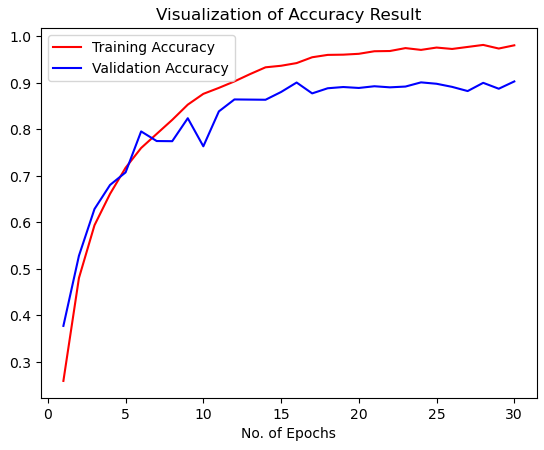 Visualization of Accuracy Result
1.0
0.9
0.8
0.7
0.6
0.5
0.4
0.3
Training Accuracy
Validation Accuracy
0 5 10 15 20 25 30
No. of Epochs